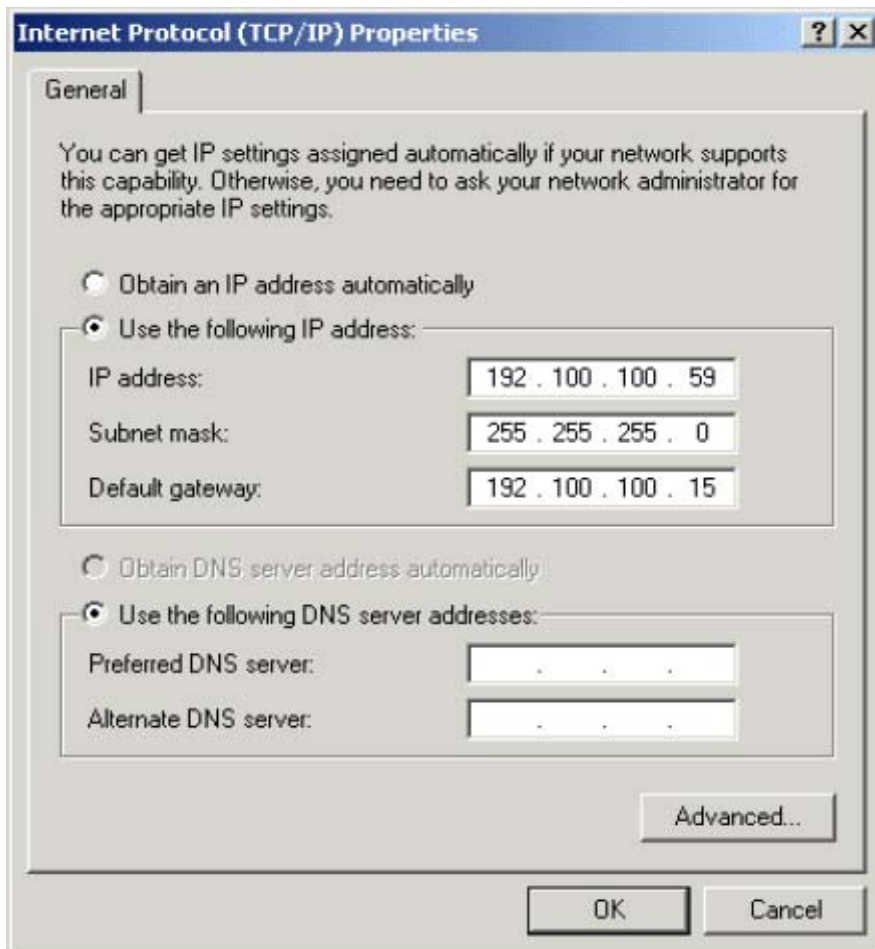 Internet Protocol (TCP/IP) Properties
General
You can get IP settings assigned automatically if your network supports
this capability. Otherwise, you need to ask your network administrator for
the appropriate IP settings.
Obtain an IP address automatically
Use the following IP address:
IP address: 192 . 100 . 100 . 59
Subnet mask: 255 . 255 . 255 . 0
Default gateway: 192 . 100 . 100 . 15
Obtain DNS server address automatically
Use the following DNS server addresses:
Preferred DNS server: . . .
Alternate DNS server: . . .
Advanced...
OK Cancel